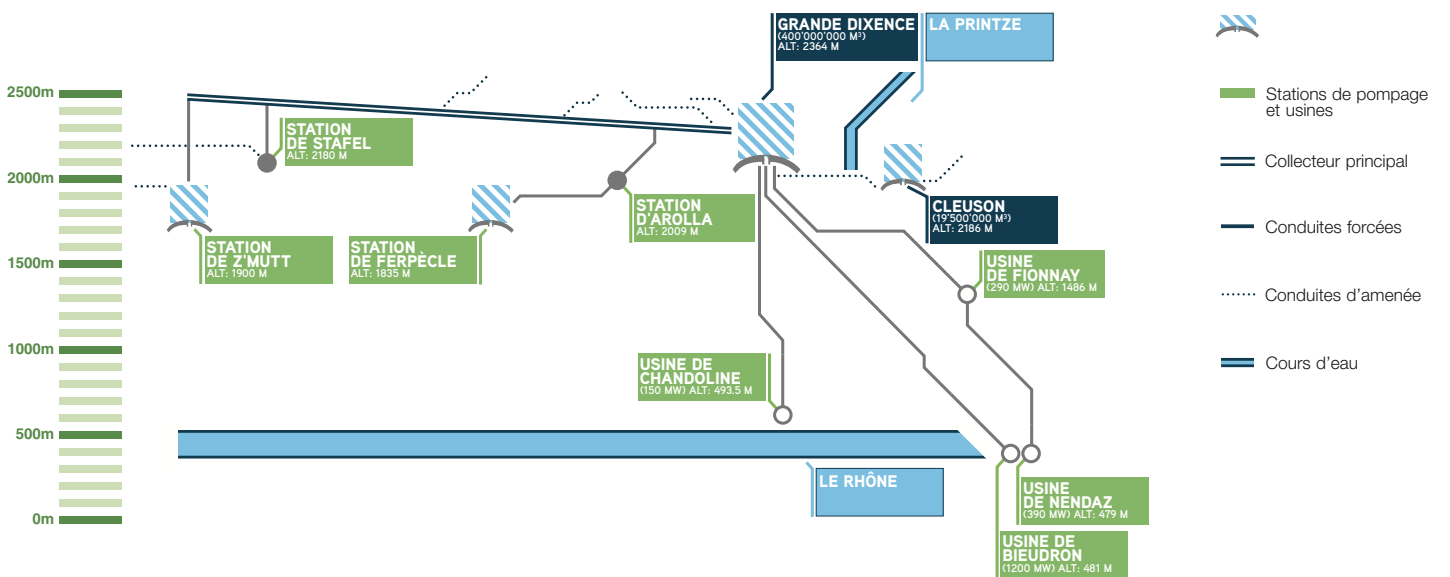 GRANDE DIXENCE
(400'000'000 M³)
ALT: 2364 M
LA PRINTZE
2500m
2000m
1500m
1000m
500m
0m
STATION
DE STAFEL
ALT: 2180 M
STATION
DE Z'MUTT
ALT: 1900 M
STATION
DE FERPÈCLE
ALT: 1835 M
STATION
D'AROLLA
ALT: 2009 M
CLEUSON
(19'500'000 M³)
ALT: 2186 M
USINE
DE FIONNAY
(290 MW) ALT: 1486 M
USINE DE
CHANDOLINE
(150 MW) ALT: 493.5 M
LE RHÔNE
USINE
DE NENDAZ
(390 MW) ALT: 479 M
USINE DE
BIEUDRON
(1200 MW) ALT: 481 M
Stations de pompage
et usines
Collecteur principal
Conduites forcées
Conduites d'amenée
Cours d'eau